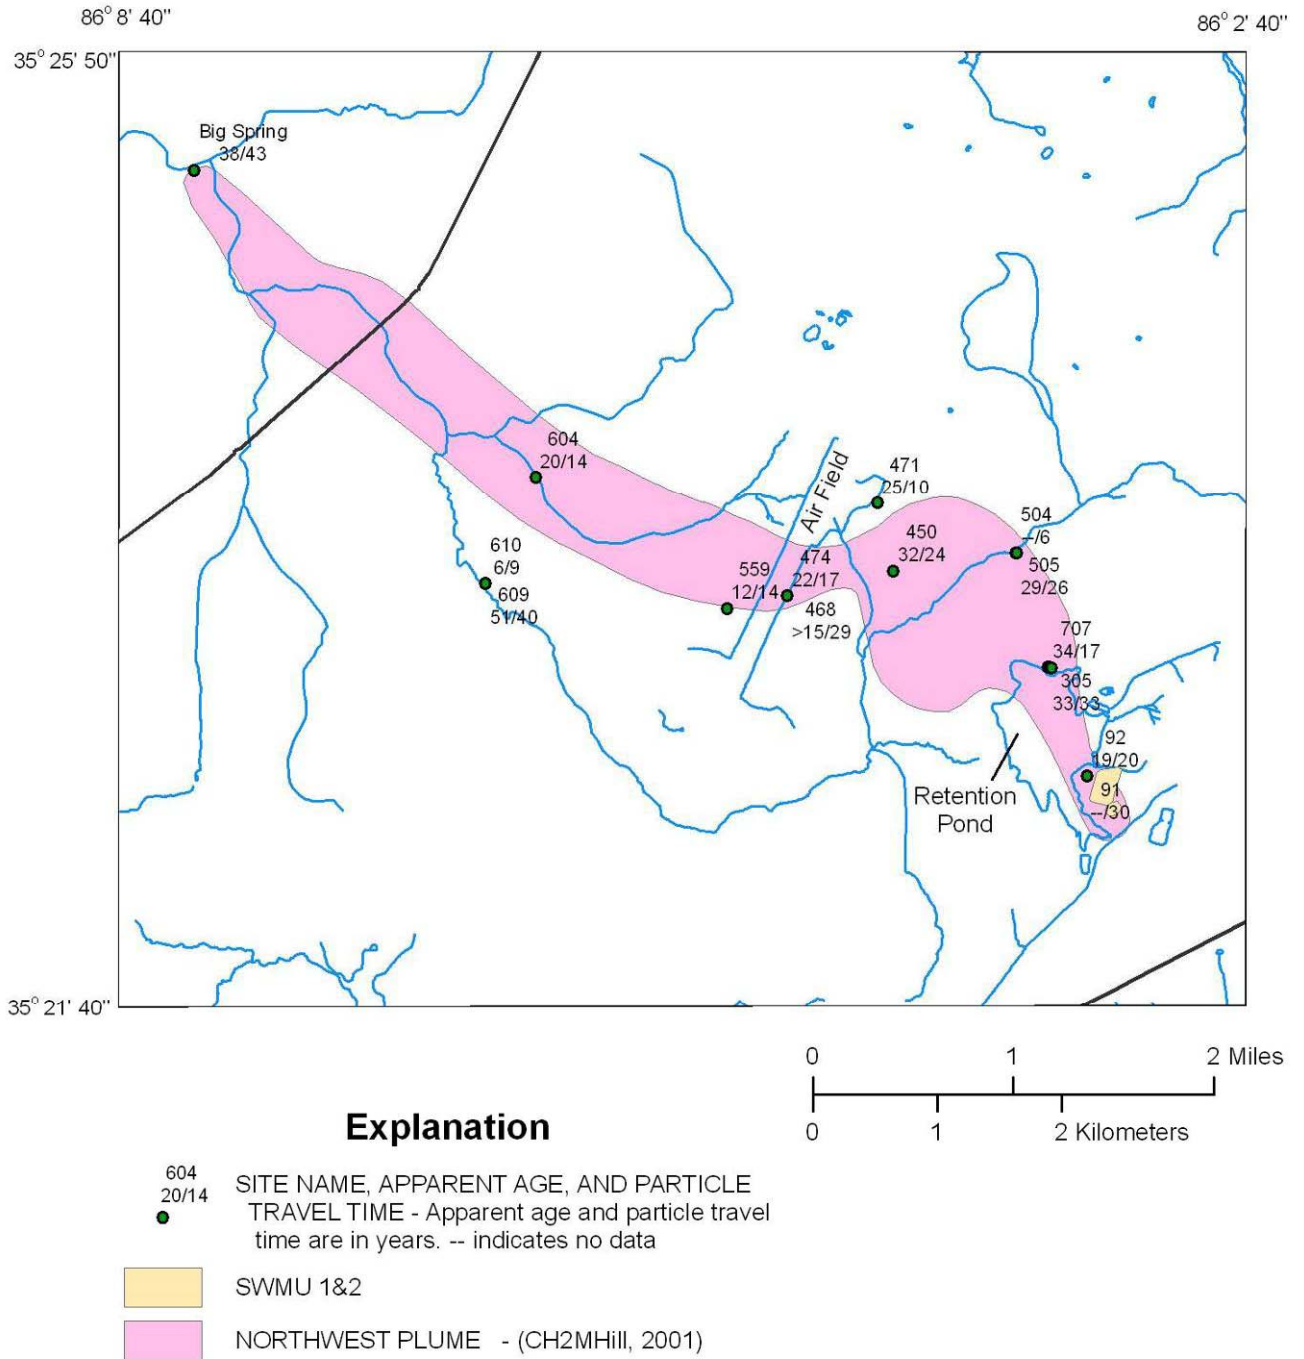 86° 8' 40"
86° 2' 40"
35° 25' 50"
Big Spring
38/43
604
20/14
Air Field
471
25/10
504
--/6
450
32/24
610
6/9
559
12/14
474
22/17
505
29/26
609
51/40
468
>15/29
707
34/17
305
33/33
92
19/20
91
--/30
Retention
Pond
35° 21' 40"
0 1 2 Miles
0 1 2 Kilometers
Explanation
604
20/14
SITE NAME, APPARENT AGE, AND PARTICLE
TRAVEL TIME - Apparent age and particle travel
time are in years. -- indicates no data
SWMU 1&2
NORTHWEST PLUME - (CH2MHill, 2001)